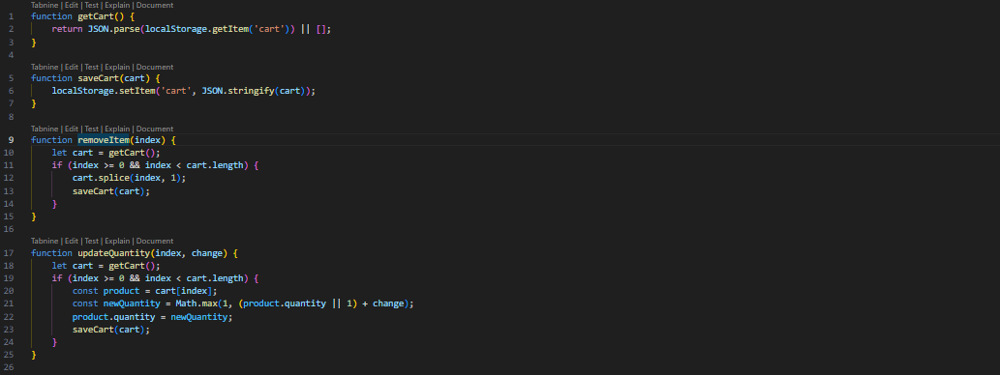 Tabnine | Edit | Test | Explain | Document
1 function getCart() {
2     return JSON.parse(localStorage.getItem('cart')) || [];
3 }
4
Tabnine | Edit | Test | Explain | Document
5 function saveCart(cart) {
6     localStorage.setItem('cart', JSON.stringify(cart));
7 }
8
Tabnine | Edit | Test | Explain | Document
9 function removeItem(index) {
10     let cart = getCart();
11     if (index >= 0 && index < cart.length) {
12         cart.splice(index, 1);
13         saveCart(cart);
14     }
15 }
16
Tabnine | Edit | Test | Explain | Document
17 function updateQuantity(index, change) {
18     let cart = getCart();
19     if (index >= 0 && index < cart.length) {
20         const product = cart[index];
21         const newQuantity = Math.max(1, (product.quantity || 1) + change);
22         product.quantity = newQuantity;
23         saveCart(cart);
24     }
25 }
26